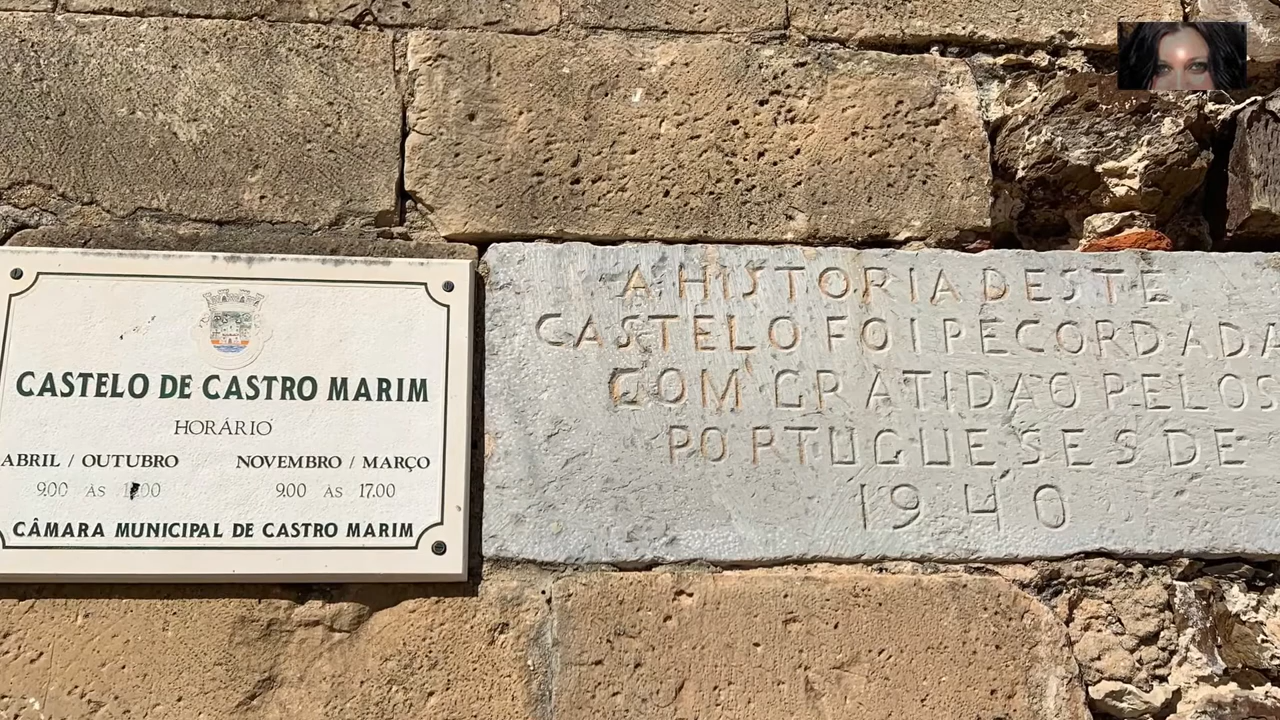 CASTELO DE CASTRO MARIM
HORÁRIO
ABRIL / OUTUBRO
9.00 ÀS
NOVEMBRO / MARÇO
9.00 ÀS 17.00
CÂMARA MUNICIPAL DE CASTRO MARIM
A HISTORIA DESTE
CASTELO FOI RECORDADA
COM GRATIDAO PELOS
PORTUGUESES DE
1940